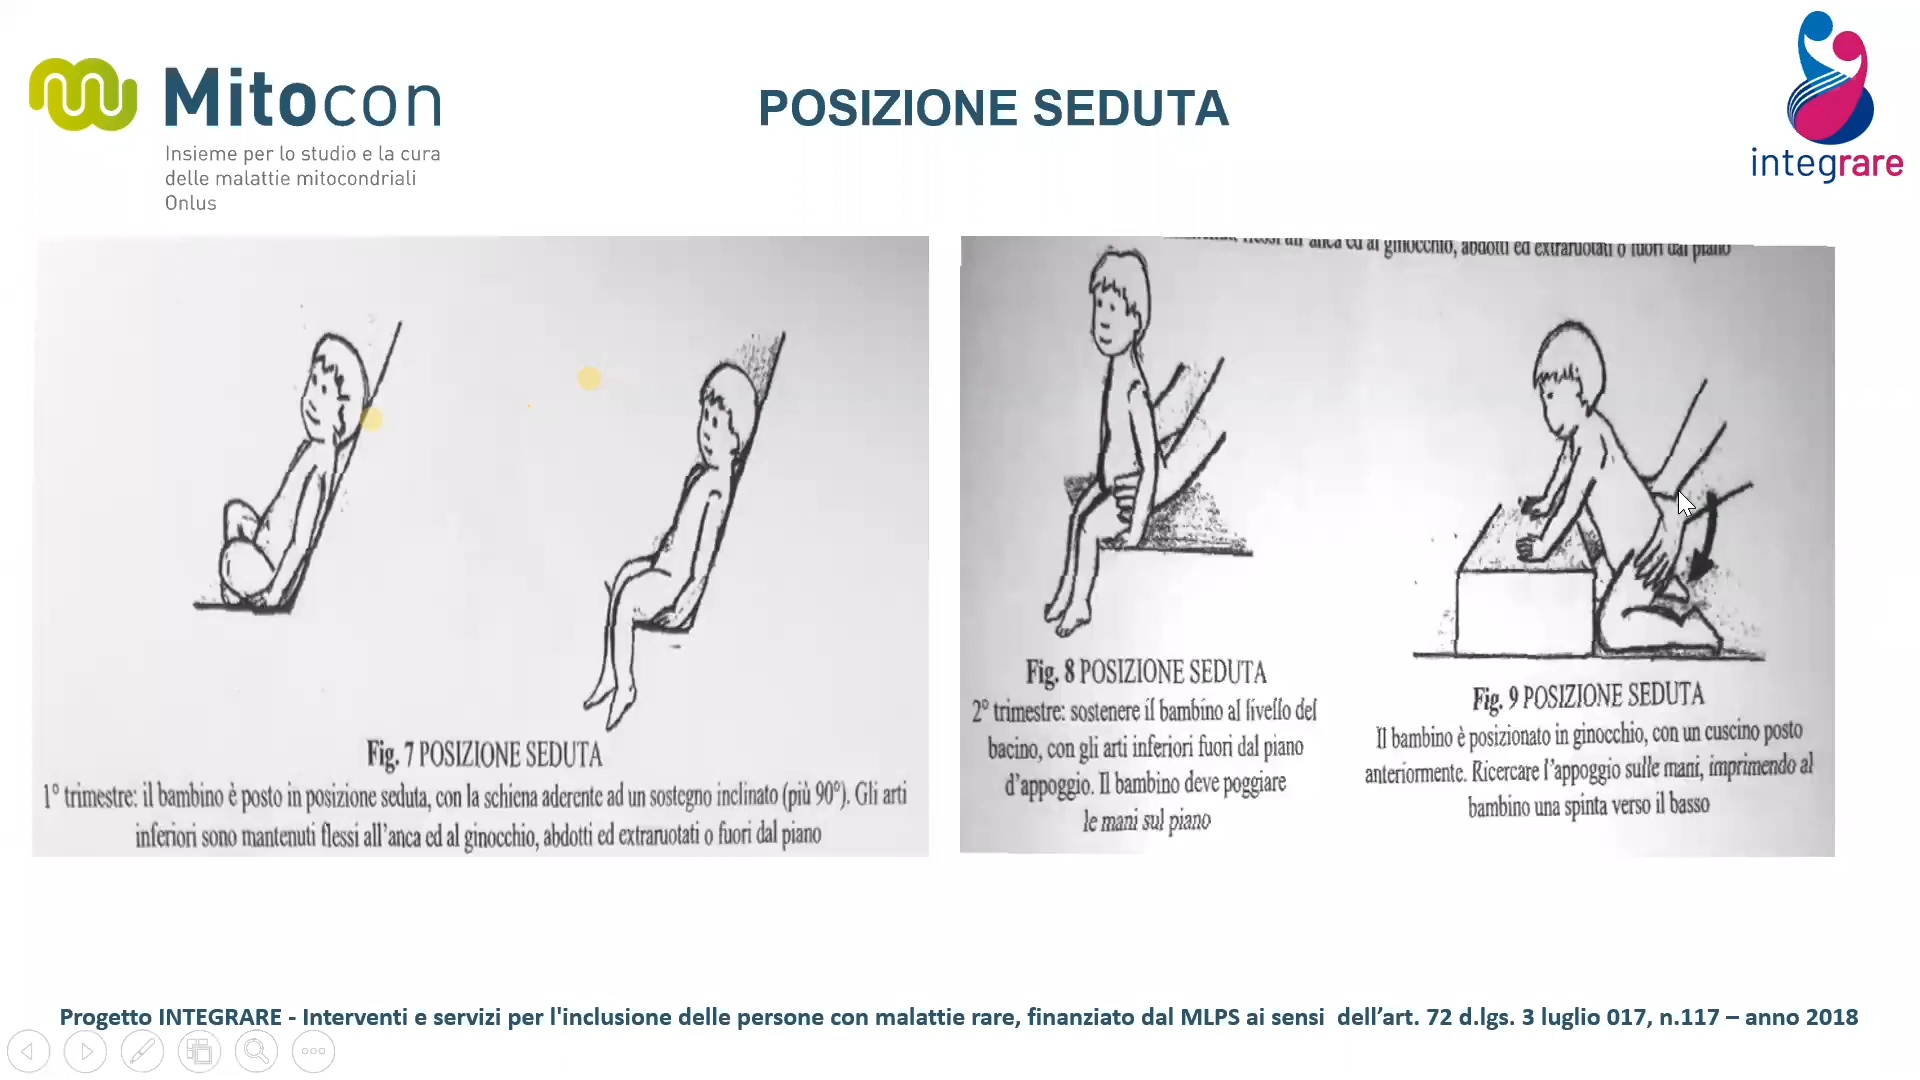 Mitocon
Insieme per lo studio e la cura
delle malattie mitocondriali
Onlus
POSIZIONE SEDUTA
integrare
Fig. 7 POSIZIONE SEDUTA
1° trimestre: il bambino è posto in posizione seduta, con la schiena aderente ad un sostegno inclinato (più 90°). Gli arti
inferiori sono mantenuti flessi all'anca ed al ginocchio, abdotti ed extraruotati o fuori dal piano
all'anca ed al ginocchio, abdotti ed extraruotati o fuori dal piano
Fig. 8 POSIZIONE SEDUTA
2° trimestre: sostenere il bambino al livello del
bacino, con gli arti inferiori fuori dal piano
d'appoggio. Il bambino deve poggiare
le mani sul piano
Fig. 9 POSIZIONE SEDUTA
Il bambino è posizionato in ginocchio, con un cuscino posto
anteriormente. Ricercare l'appoggio sulle mani, imprimendo al
bambino una spinta verso il basso
Progetto INTEGRARE - Interventi e servizi per l'inclusione delle persone con malattie rare, finanziato dal MLPS ai sensi dell'art. 72 d.lgs. 3 luglio 017, n.117 – anno 2018